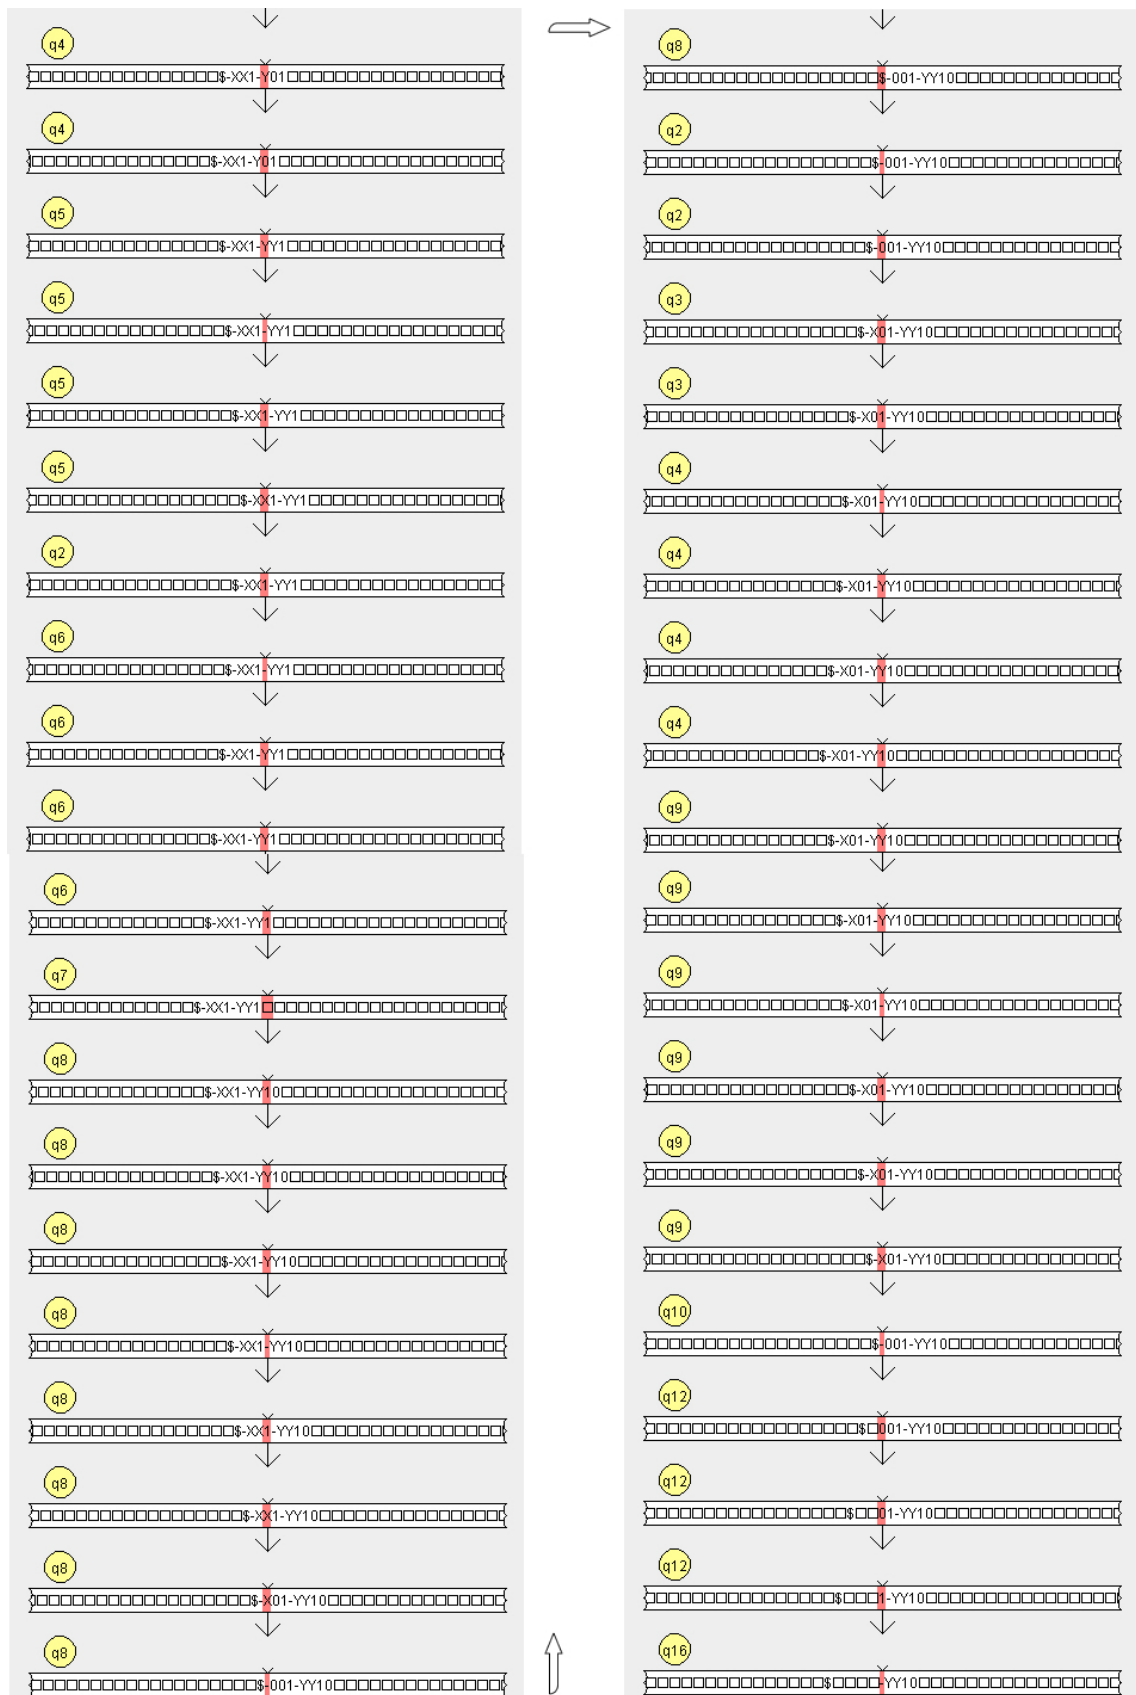 q4
$-XX1-Y01
q4
$-XX1-Y01
q5
$-XX1-YY1
q5
$-XX1-YY1
q5
$-XX1-YY1
q5
$-XX1-YY1
q2
$-XX1-YY1
q6
$-XX1-YY1
q6
$-XX1-YY1
q6
$-XX1-YY1
q6
$-XX1-YY1
q7
$-XX1-YY1
q8
$-XX1-YY10
q8
$-XX1-YY10
q8
$-XX1-YY10
q8
$-XX1-YY10
q8
$-XX1-YY10
q8
$-XX1-YY10
q8
$-X01-YY10
q8
$-001-YY10
q8
$-001-YY10
q2
$-001-YY10
q2
$-001-YY10
q3
$-X01-YY10
q3
$-X01-YY10
q4
$-X01-YY10
q4
$-X01-YY10
q4
$-X01-YY10
q4
$-X01-YY10
q9
$-X01-YY10
q9
$-X01-YY10
q9
$-X01-YY10
q9
$-X01-YY10
q9
$-X01-YY10
q9
$-X01-YY10
q10
$-001-YY10
q12
$□001-YY10
q12
$□□01-YY10
q12
$□□□1-YY10
q16
$□□□□-YY10